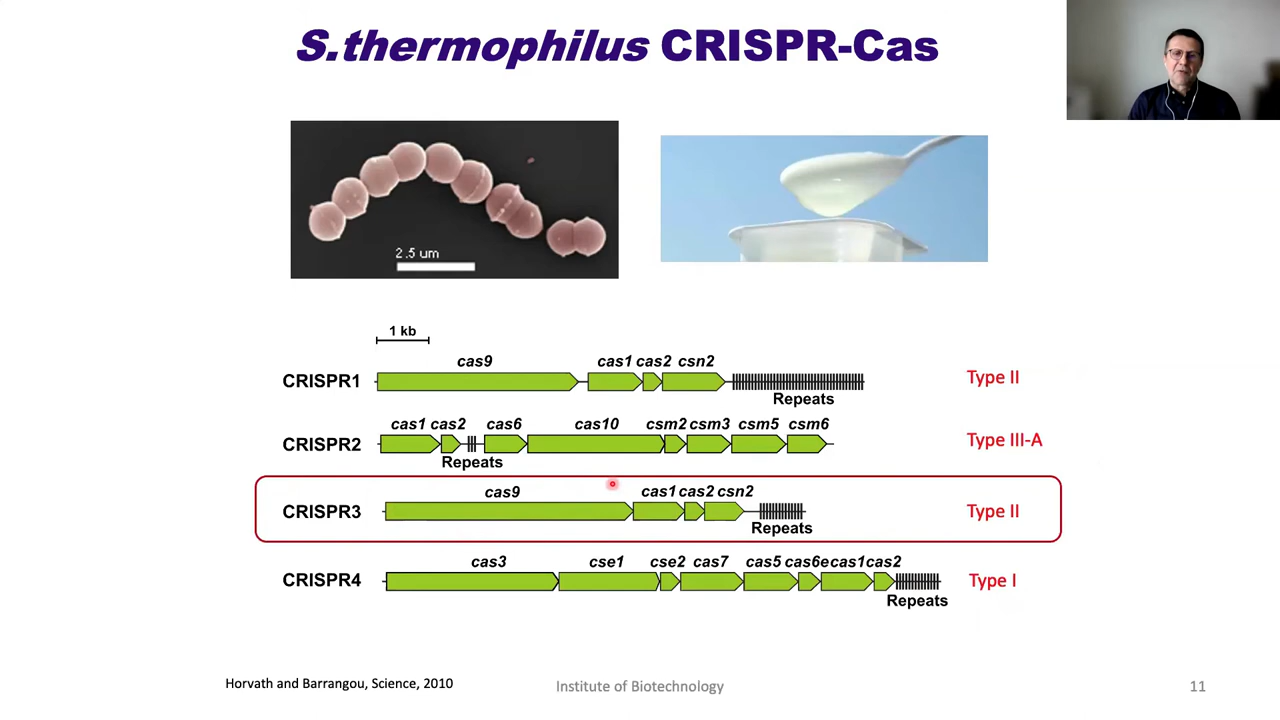 S.thermophilus CRISPR-Cas
2.5 um
1 kb
cas9 cas1 cas2 csn2
CRISPR1 Type II
Repeats
cas1 cas2 cas6 cas10 csm2 csm3 csm5 csm6
CRISPR2 Type III-A
Repeats
cas9 cas1 cas2 csn2
CRISPR3 Type II
Repeats
cas3 cse1 cse2 cas7 cas5 cas6e cas1 cas2
CRISPR4 Type I
Repeats
Horvath and Barrangou, Science, 2010
Institute of Biotechnology
11